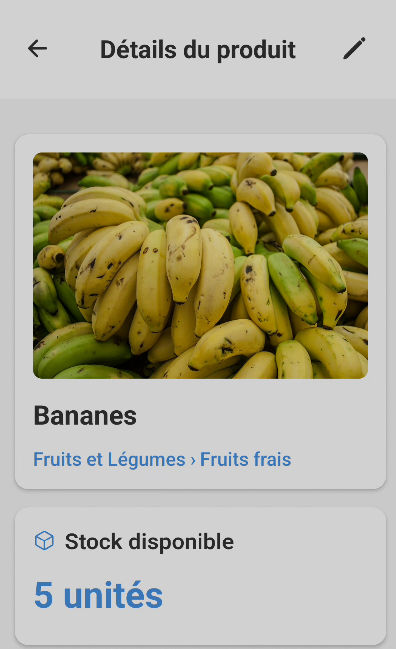 Détails du produit
Bananes
Fruits et Légumes › Fruits frais
Stock disponible
5 unités